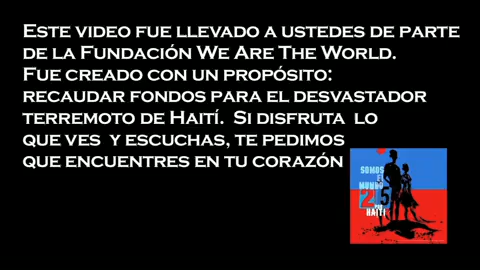 Este video fue llevado a ustedes de parte
de la Fundación We Are The World.
Fue creado con un propósito:
recaudar fondos para el desvastador
terremoto de Haití. Si disfruta lo
que ves y escuchas, te pedimos
que encuentres en tu corazón
SOMOS
EL
MUNDO
25
POR
HAITI